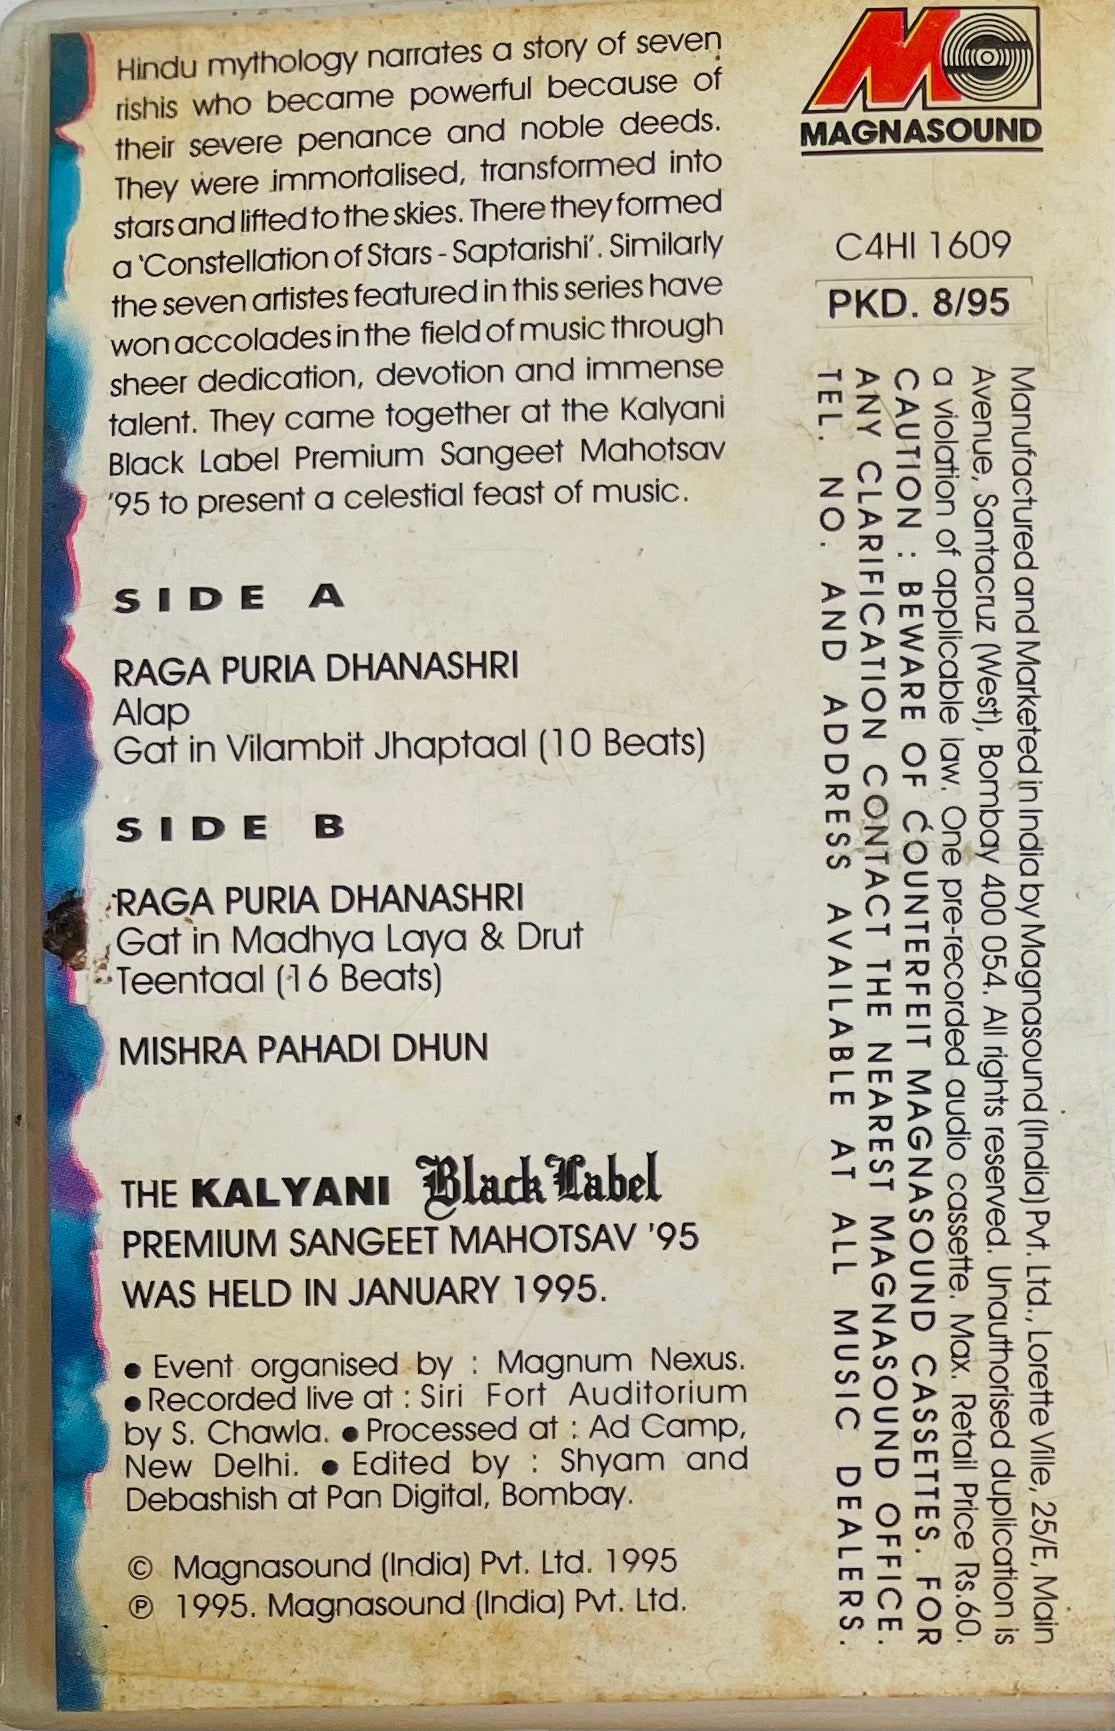 Hindu mythology narrates a story of seven
rishis who became powerful because of
their severe penance and noble deeds.
They were immortalised, transformed into
stars and lifted to the skies. There they formed
a 'Constellation of Stars - Saptarishi'. Similarly
the seven artistes featured in this series have
won accolades in the field of music through
sheer dedication, devotion and immense
talent. They came together at the Kalyani
Black Label Premium Sangeet Mahotsav
'95 to present a celestial feast of music.
SIDE A
RAGA PURIA DHANASHRI
Alap
Gat in Vilambit Jhaptaal (10 Beats)
SIDE B
RAGA PURIA DHANASHRI
Gat in Madhya Laya & Drut
Teentaal (16 Beats)
MISHRA PAHADI DHUN
THE KALYANI Black Label
PREMIUM SANGEET MAHOTSAV '95
WAS HELD IN JANUARY 1995.
● Event organised by : Magnum Nexus.
● Recorded live at : Siri Fort Auditorium
by S. Chawla. ● Processed at : Ad Camp,
New Delhi. ● Edited by : Shyam and
Debashish at Pan Digital, Bombay.
© Magnasound (India) Pvt. Ltd. 1995
℗ 1995. Magnasound (India) Pvt. Ltd.
MAGNASOUND
C4HI 1609
PKD. 8/95
Manufactured and Marketed in India by Magnasound (India) Pvt. Ltd., Lorette Ville, 25/E, Main
Avenue, Santacruz (West), Bombay 400 054. All rights reserved. Unauthorised duplication is
a violation of applicable law. One pre-recorded audio cassette. Max. Retail Price Rs.60.
CAUTION : BEWARE OF COUNTERFEIT MAGNASOUND CASSETTES. FOR
ANY CLARIFICATION CONTACT THE NEAREST MAGNASOUND OFFICE.
TEL. NO. AND ADDRESS AVAILABLE AT ALL MUSIC DEALERS.